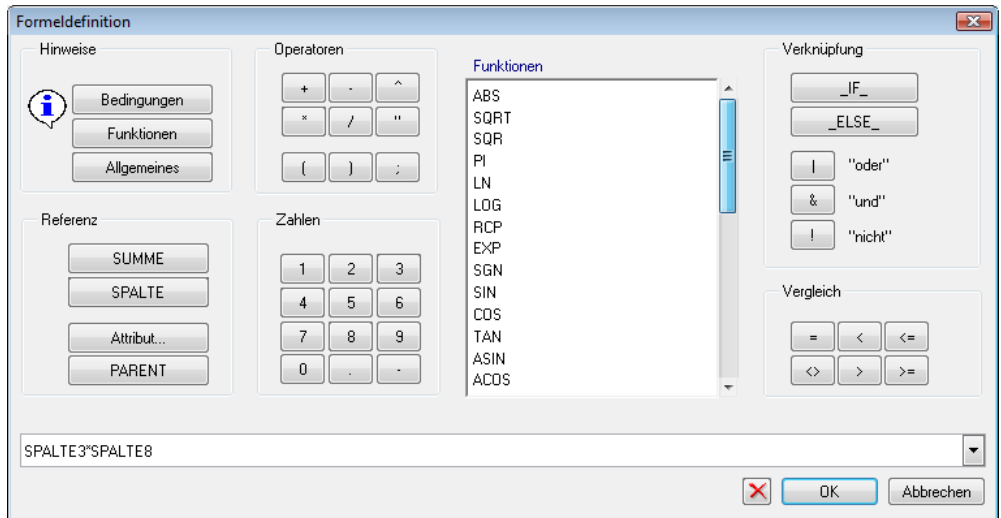 Formeldefinition
Hinweise
Bedingungen
Funktionen
Allgemeines
Operatoren
+ - ^
* / "
( ) ;
Funktionen
ABS
SQRT
SQR
PI
LN
LOG
RCP
EXP
SGN
SIN
COS
TAN
ASIN
ACOS
Verknüpfung
_IF_
_ELSE_
| "oder"
& "und"
! "nicht"
Referenz
SUMME
SPALTE
Attribut...
PARENT
Zahlen
1 2 3
4 5 6
7 8 9
0 . -
Vergleich
= < <=
<> > >=
SPALTE3*SPALTE8
OK
Abbrechen